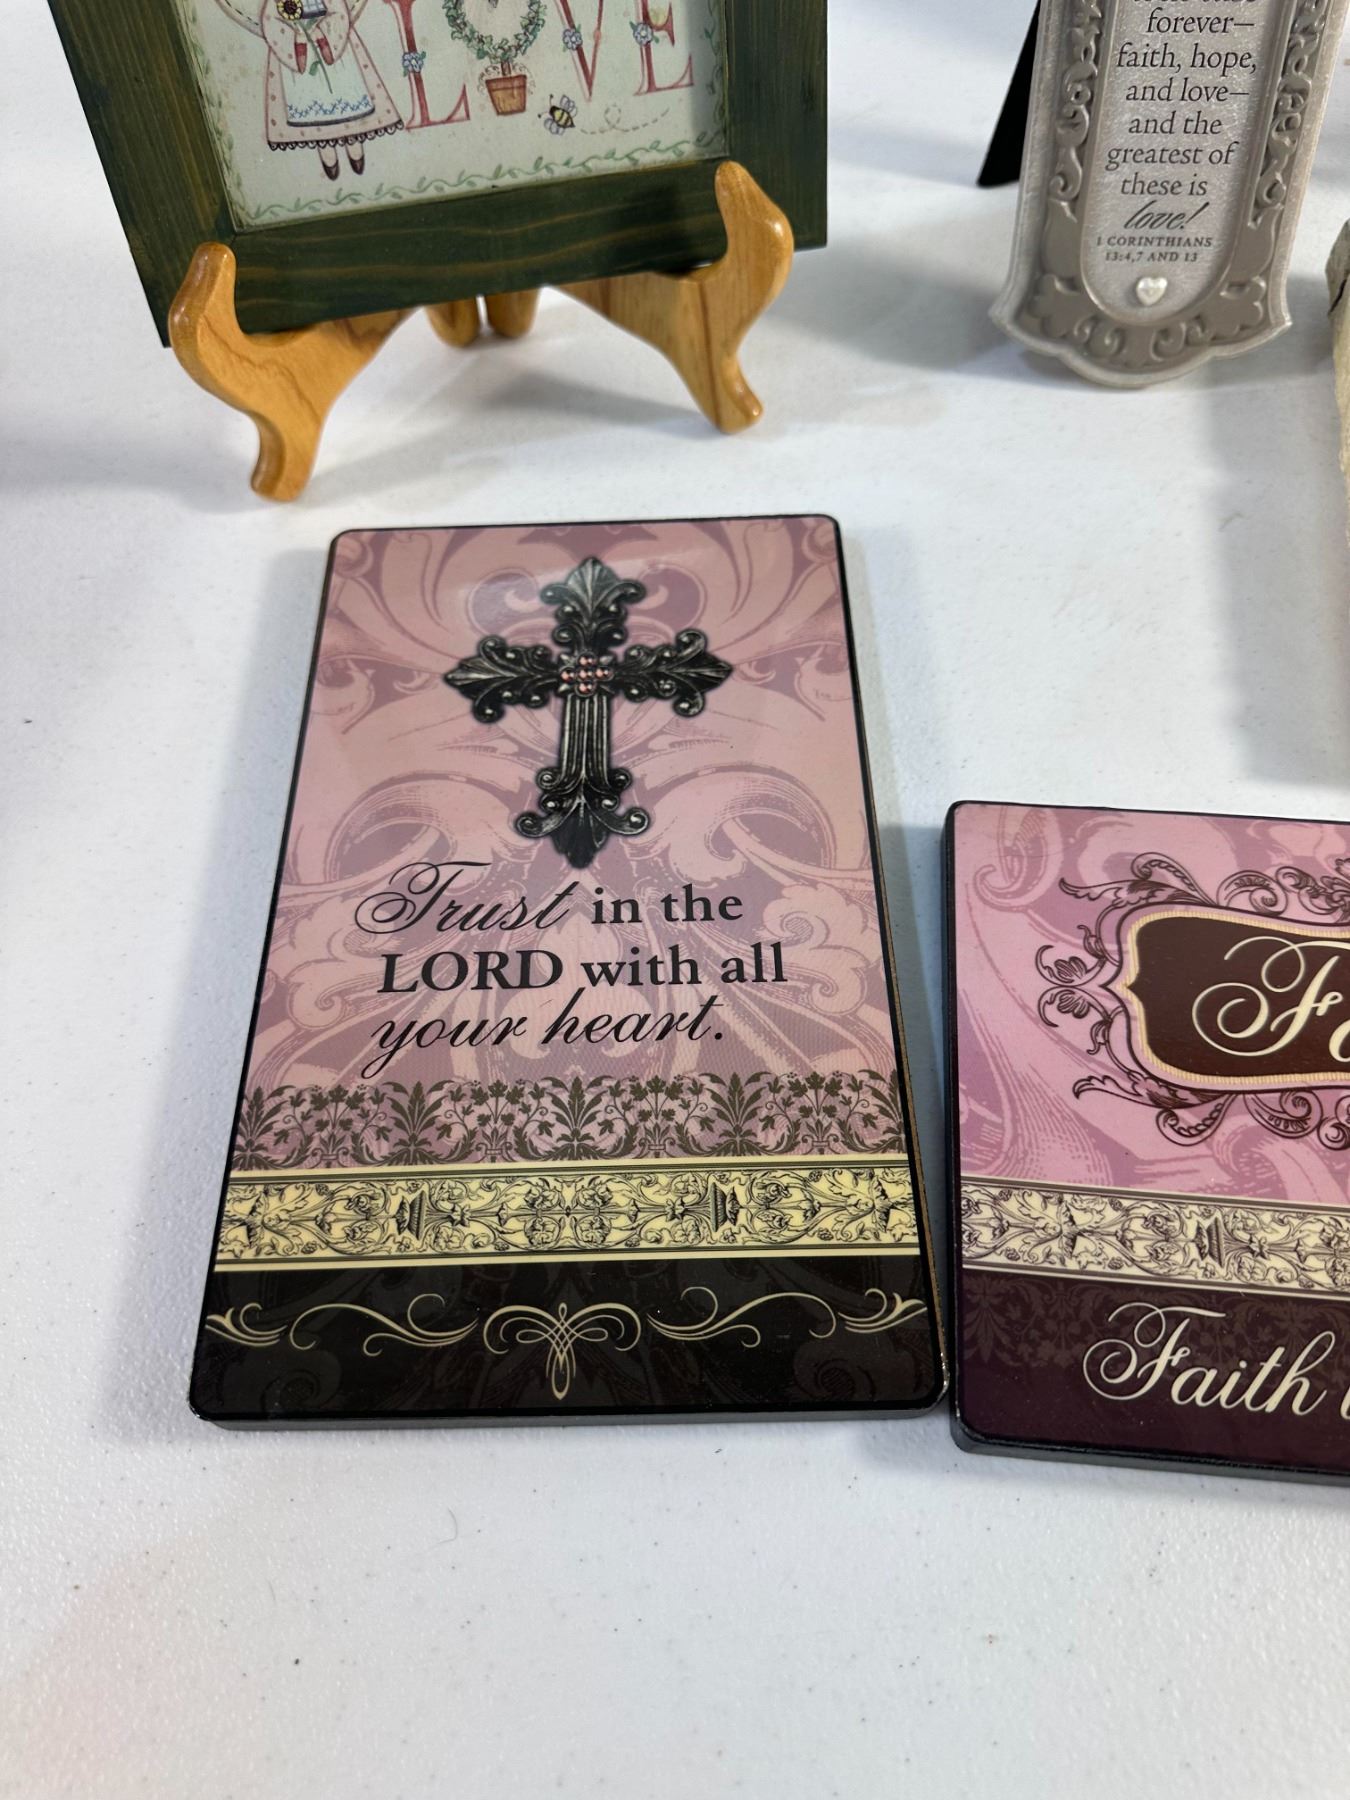 LOVE
forever—
faith, hope,
and love—
and the
greatest of
these is
love!
1 CORINTHIANS
13:4,7 AND 13
Trust in the
LORD with all
your heart.
Fa
Faith